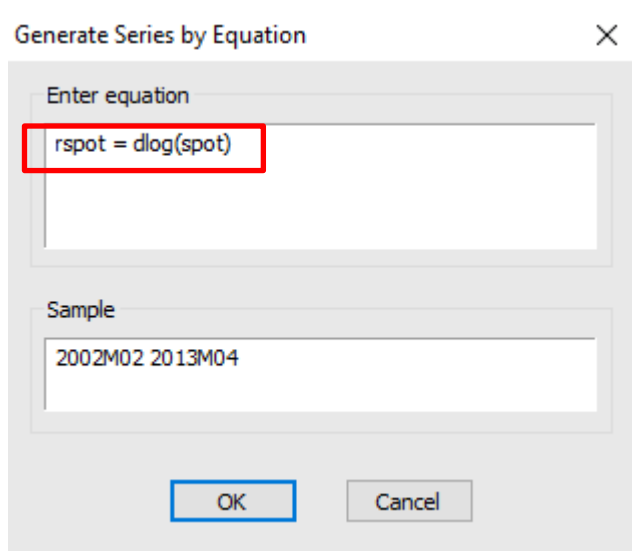 Generate Series by Equation
Enter equation
rspot = dlog(spot)
Sample
2002M02 2013M04
OK
Cancel